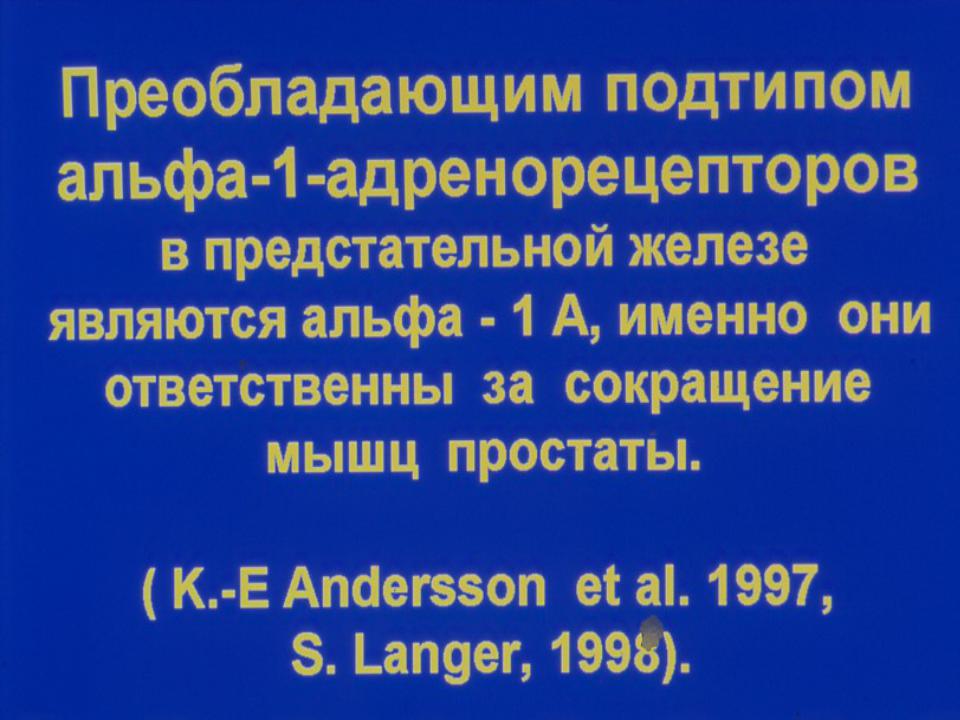 Преобладающим подтипом
альфа-1-адренорецепторов
в предстательной железе
являются альфа - 1 А, именно они
ответственны за сокращение
мышц простаты.
( K.-E Andersson et al. 1997,
S. Langer, 1998).